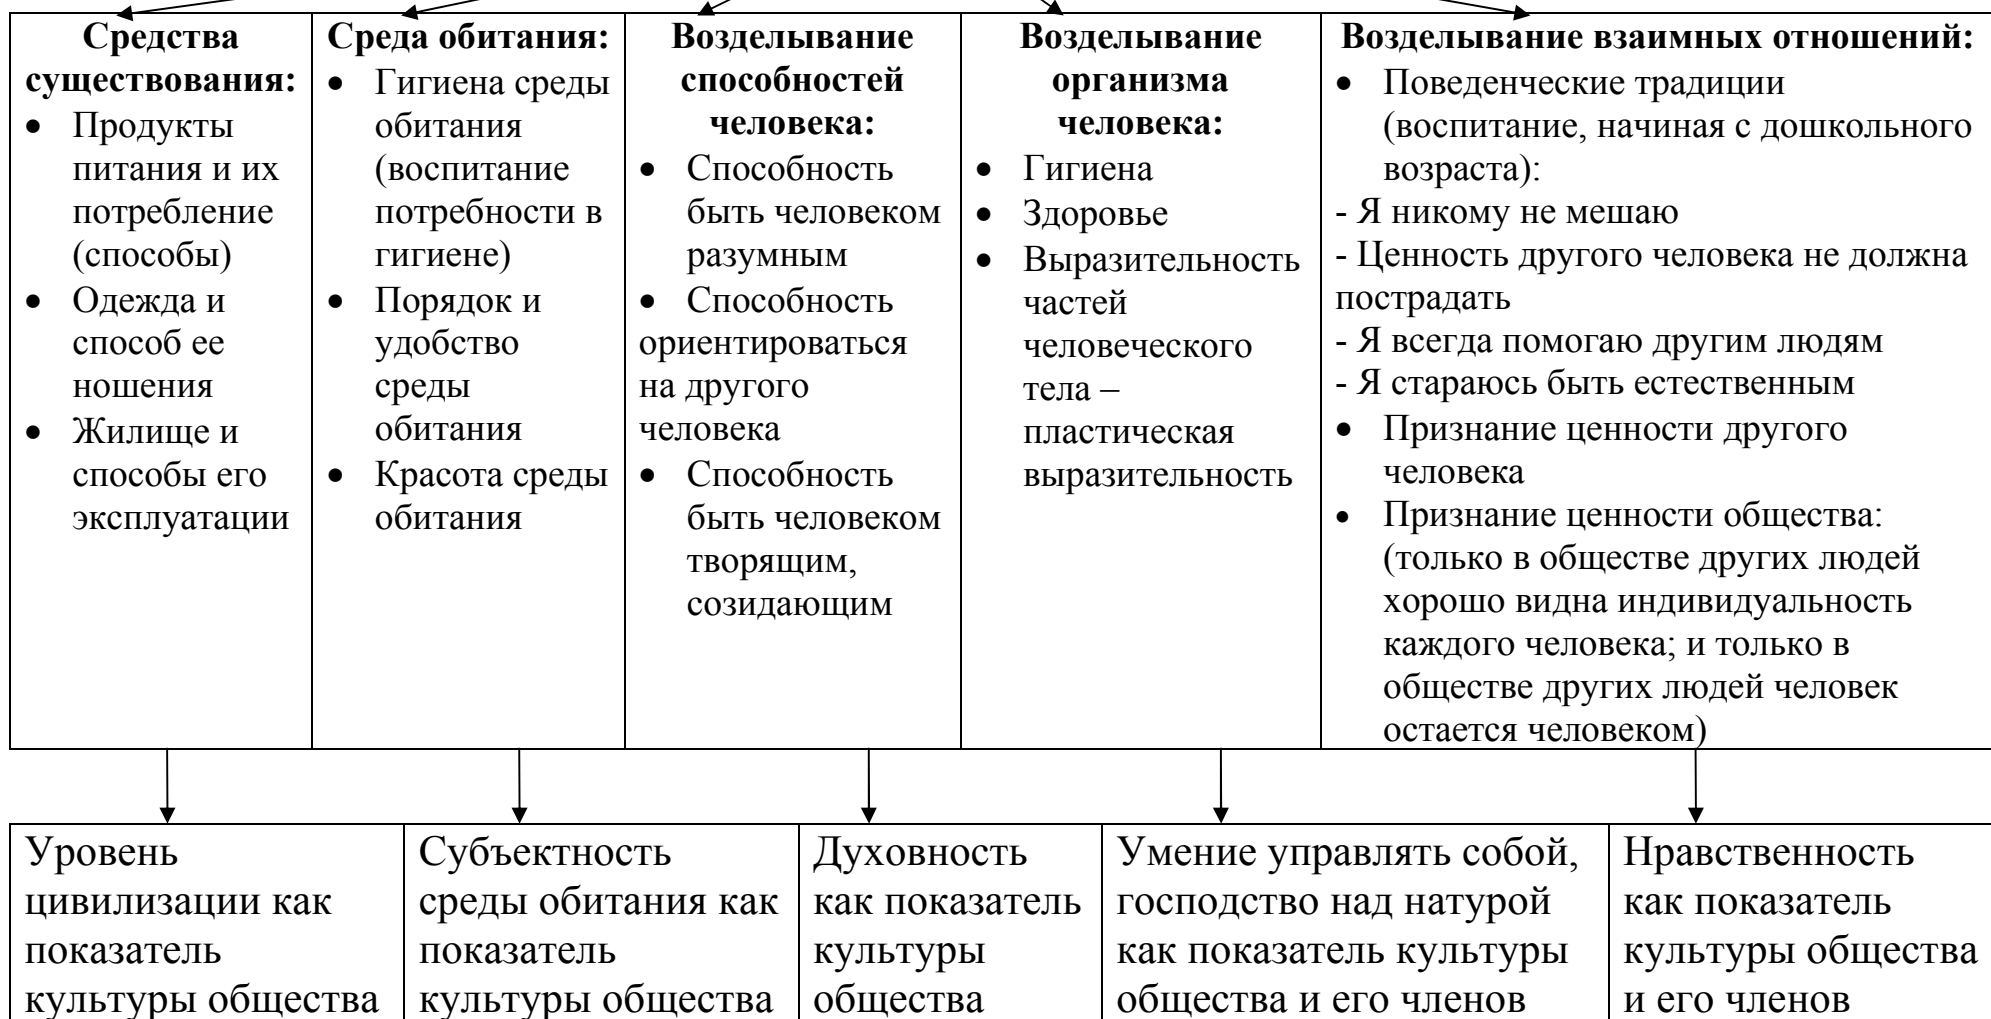 Средства
существования:
• Продукты
питания и их
потребление
(способы)
• Одежда и
способ ее
ношения
• Жилище и
способы его
эксплуатации
Среда обитания:
• Гигиена среды
обитания
(воспитание
потребности в
гигиене)
• Порядок и
удобство
среды
обитания
• Красота среды
обитания
Возделывание
способностей
человека:
• Способность
быть человеком
разумным
• Способность
ориентироваться
на другого
человека
• Способность
быть человеком
творящим,
созидающим
Возделывание
организма
человека:
• Гигиена
• Здоровье
• Выразительность
частей
человеческого
тела –
пластическая
выразительность
Возделывание взаимных отношений:
• Поведенческие традиции
(воспитание, начиная с дошкольного
возраста):
- Я никому не мешаю
- Ценность другого человека не должна
пострадать
- Я всегда помогаю другим людям
- Я стараюсь быть естественным
• Признание ценности другого
человека
• Признание ценности общества:
(только в обществе других людей
хорошо видна индивидуальность
каждого человека; и только в
обществе других людей человек
остается человеком)
Уровень
цивилизации как
показатель
культуры общества
Субъектность
среды обитания как
показатель
культуры общества
Духовность
как показатель
культуры
общества
Умение управлять собой,
господство над натурой
как показатель культуры
общества и его членов
Нравственность
как показатель
культуры общества
и его членов